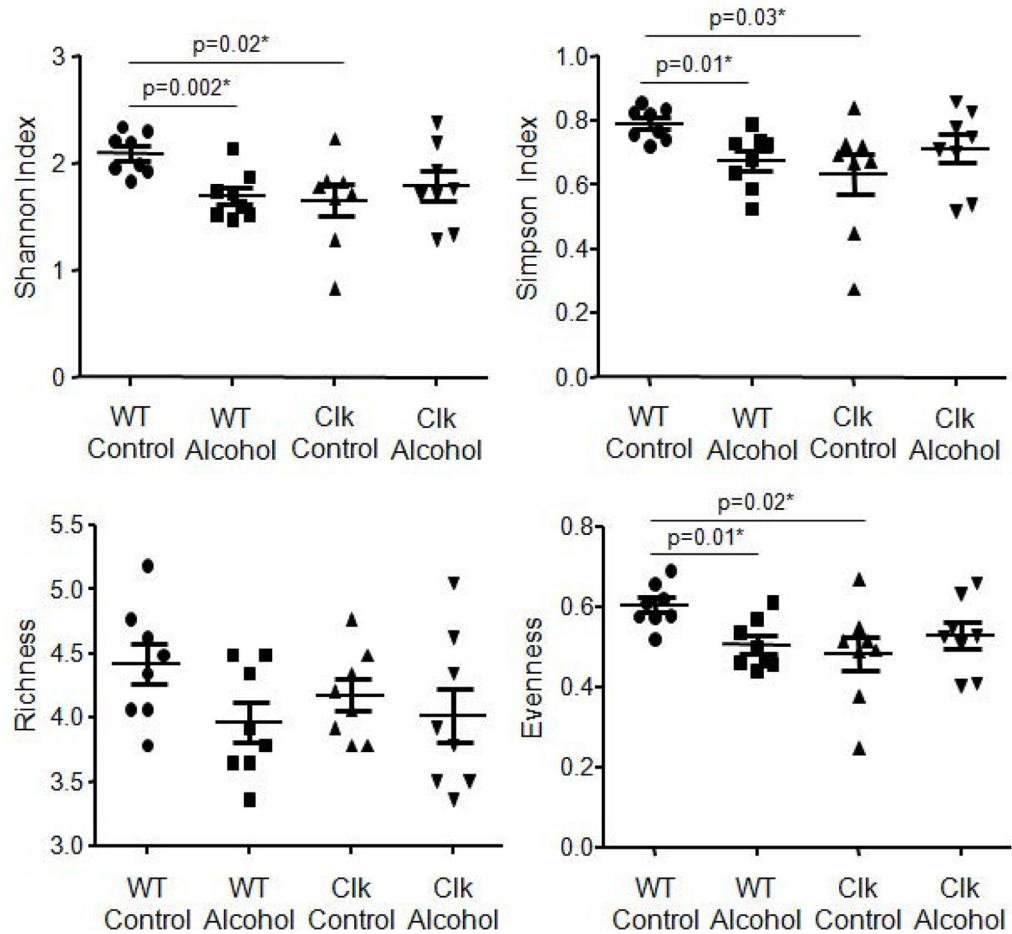 p=0.02*
p=0.002*
Shannon Index
3
2
1
0
WT Control
WT Alcohol
Clk Control
Clk Alcohol
p=0.03*
p=0.01*
Simpson Index
1.0
0.8
0.6
0.4
0.2
0.0
WT Control
WT Alcohol
Clk Control
Clk Alcohol
Richness
5.5
5.0
4.5
4.0
3.5
3.0
WT Control
WT Alcohol
Clk Control
Clk Alcohol
p=0.02*
p=0.01*
Evenness
0.8
0.6
0.4
0.2
0.0
WT Control
WT Alcohol
Clk Control
Clk Alcohol